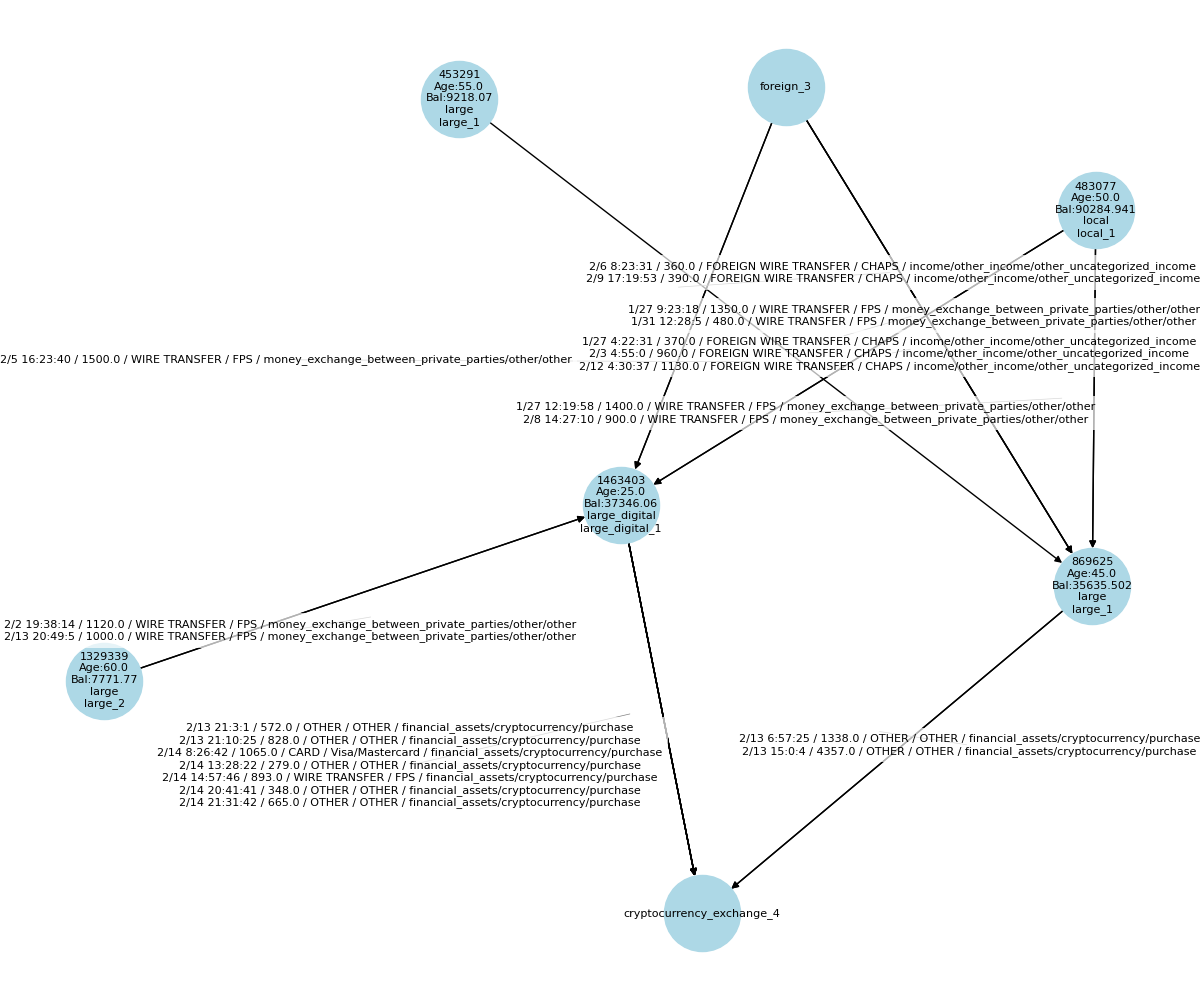 453291
Age:55.0
Bal:9218.07
large
large_1
foreign_3
483077
Age:50.0
Bal:90284.941
local
local_1
2/6 8:23:31 / 360.0 / FOREIGN WIRE TRANSFER / CHAPS / income/other_income/other_uncategorized_income
2/9 17:19:53 / 390.0 / FOREIGN WIRE TRANSFER / CHAPS / income/other_income/other_uncategorized_income
1/27 9:23:18 / 1350.0 / WIRE TRANSFER / FPS / money_exchange_between_private_parties/other/other
1/31 12:28:5 / 480.0 / WIRE TRANSFER / FPS / money_exchange_between_private_parties/other/other
1/27 4:22:31 / 370.0 / FOREIGN WIRE TRANSFER / CHAPS / income/other_income/other_uncategorized_income
2/3 4:55:0 / 960.0 / FOREIGN WIRE TRANSFER / CHAPS / income/other_income/other_uncategorized_income
2/12 4:30:37 / 1130.0 / FOREIGN WIRE TRANSFER / CHAPS / income/other_income/other_uncategorized_income
2/5 16:23:40 / 1500.0 / WIRE TRANSFER / FPS / money_exchange_between_private_parties/other/other
1/27 12:19:58 / 1400.0 / WIRE TRANSFER / FPS / money_exchange_between_private_parties/other/other
2/8 14:27:10 / 900.0 / WIRE TRANSFER / FPS / money_exchange_between_private_parties/other/other
1463403
Age:25.0
Bal:37346.06
large_digital
large_digital_1
869625
Age:45.0
Bal:35635.502
large
large_1
2/2 19:38:14 / 1120.0 / WIRE TRANSFER / FPS / money_exchange_between_private_parties/other/other
2/13 20:49:5 / 1000.0 / WIRE TRANSFER / FPS / money_exchange_between_private_parties/other/other
1329339
Age:60.0
Bal:7771.77
large
large_2
2/13 21:3:1 / 572.0 / OTHER / OTHER / financial_assets/cryptocurrency/purchase
2/13 21:10:25 / 828.0 / OTHER / OTHER / financial_assets/cryptocurrency/purchase
2/14 8:26:42 / 1065.0 / CARD / Visa/Mastercard / financial_assets/cryptocurrency/purchase
2/14 13:28:22 / 279.0 / OTHER / OTHER / financial_assets/cryptocurrency/purchase
2/14 14:57:46 / 893.0 / WIRE TRANSFER / FPS / financial_assets/cryptocurrency/purchase
2/14 20:41:41 / 348.0 / OTHER / OTHER / financial_assets/cryptocurrency/purchase
2/14 21:31:42 / 665.0 / OTHER / OTHER / financial_assets/cryptocurrency/purchase
2/13 6:57:25 / 1338.0 / OTHER / OTHER / financial_assets/cryptocurrency/purchase
2/13 15:0:4 / 4357.0 / OTHER / OTHER / financial_assets/cryptocurrency/purchase
cryptocurrency_exchange_4